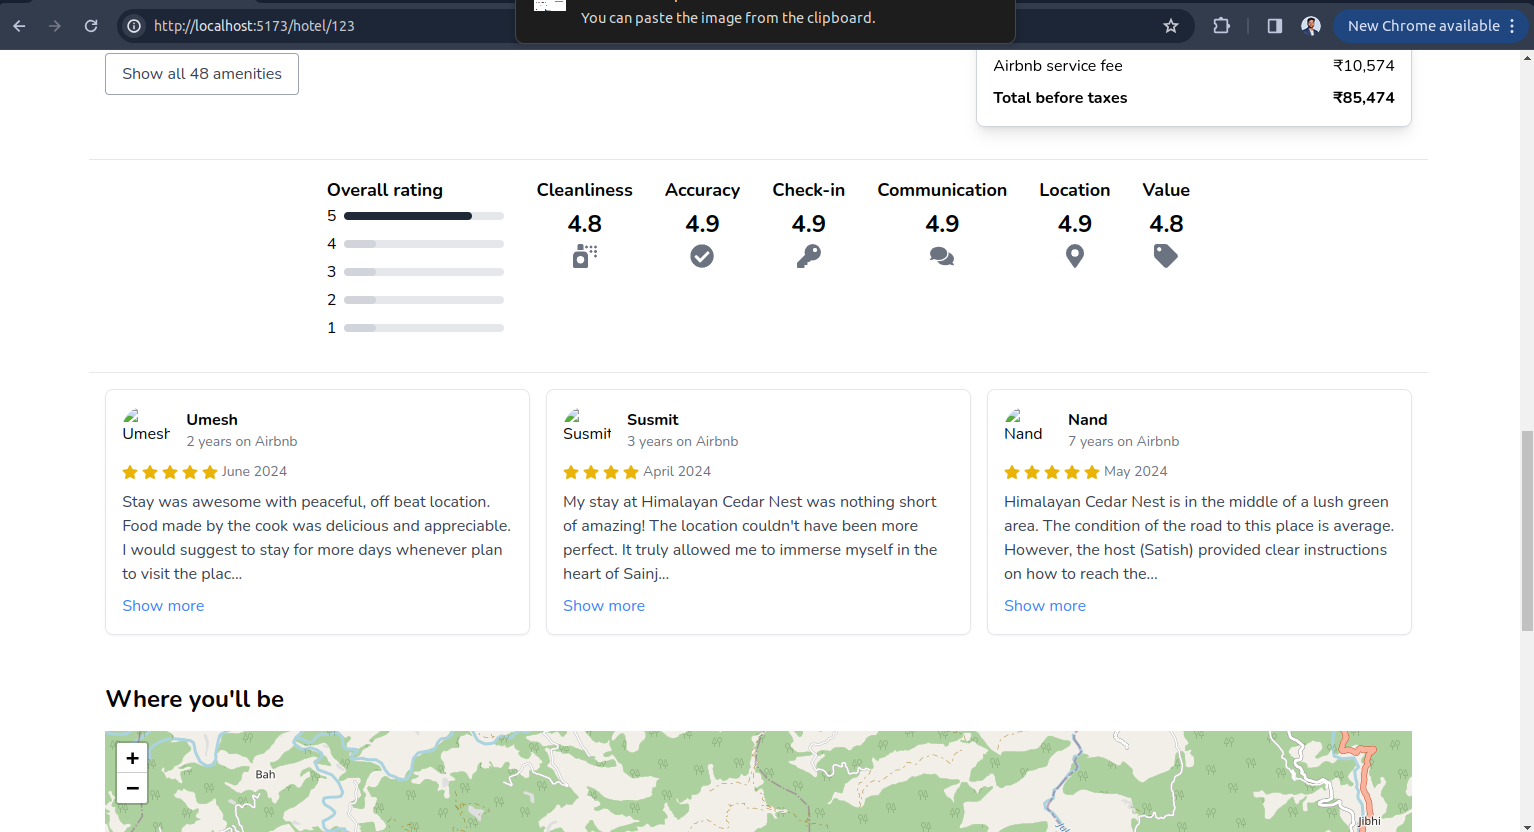 You can paste the image from the clipboard.
http://localhost:5173/hotel/123
New Chrome available
Show all 48 amenities
Airbnb service fee ₹10,574
Total before taxes ₹85,474
Overall rating Cleanliness Accuracy Check-in Communication Location Value
5 4.8 4.9 4.9 4.9 4.9 4.8
4
3
2
1
Umesh
Umesh
2 years on Airbnb
June 2024
Stay was awesome with peaceful, off beat location.
Food made by the cook was delicious and appreciable.
I would suggest to stay for more days whenever plan
to visit the plac...
Show more
Susmit
Susmit
3 years on Airbnb
April 2024
My stay at Himalayan Cedar Nest was nothing short
of amazing! The location couldn't have been more
perfect. It truly allowed me to immerse myself in the
heart of Sainj...
Show more
Nand
Nand
7 years on Airbnb
May 2024
Himalayan Cedar Nest is in the middle of a lush green
area. The condition of the road to this place is average.
However, the host (Satish) provided clear instructions
on how to reach the...
Show more
Where you'll be
+
−
Bah
Jibhi